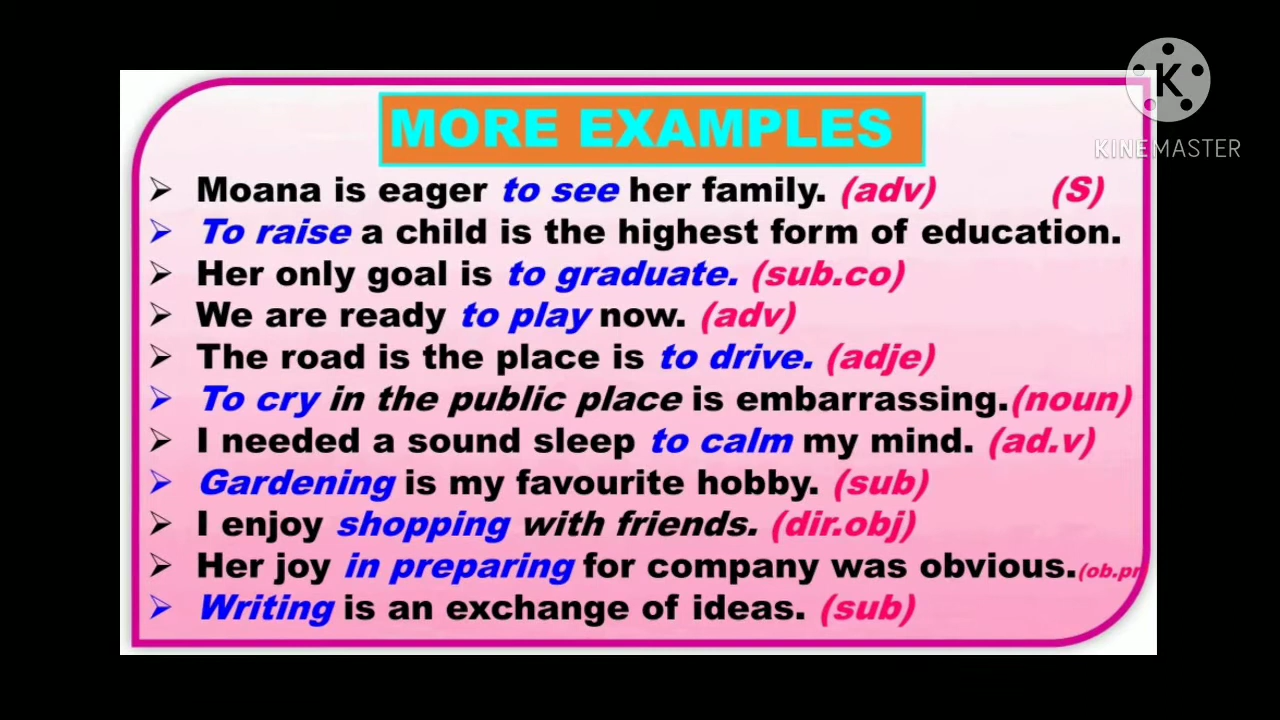 MORE EXAMPLES
K
KINEMASTER
➢ Moana is eager to see her family. (adv) (S)
➢ To raise a child is the highest form of education.
➢ Her only goal is to graduate. (sub.co)
➢ We are ready to play now. (adv)
➢ The road is the place is to drive. (adje)
➢ To cry in the public place is embarrassing.(noun)
➢ I needed a sound sleep to calm my mind. (ad.v)
➢ Gardening is my favourite hobby. (sub)
➢ I enjoy shopping with friends. (dir.obj)
➢ Her joy in preparing for company was obvious.(ob.pr
➢ Writing is an exchange of ideas. (sub)